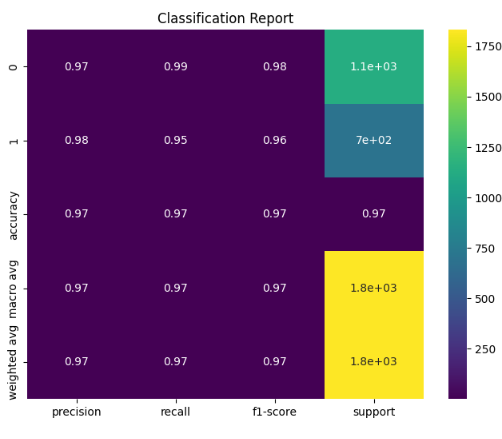 Classification Report
0 0.97 0.99 0.98 1.1e+03
1 0.98 0.95 0.96 7e+02
accuracy 0.97 0.97 0.97 0.97
macro avg 0.97 0.97 0.97 1.8e+03
weighted avg 0.97 0.97 0.97 1.8e+03
precision recall f1-score support
1750
1500
1250
1000
750
500
250